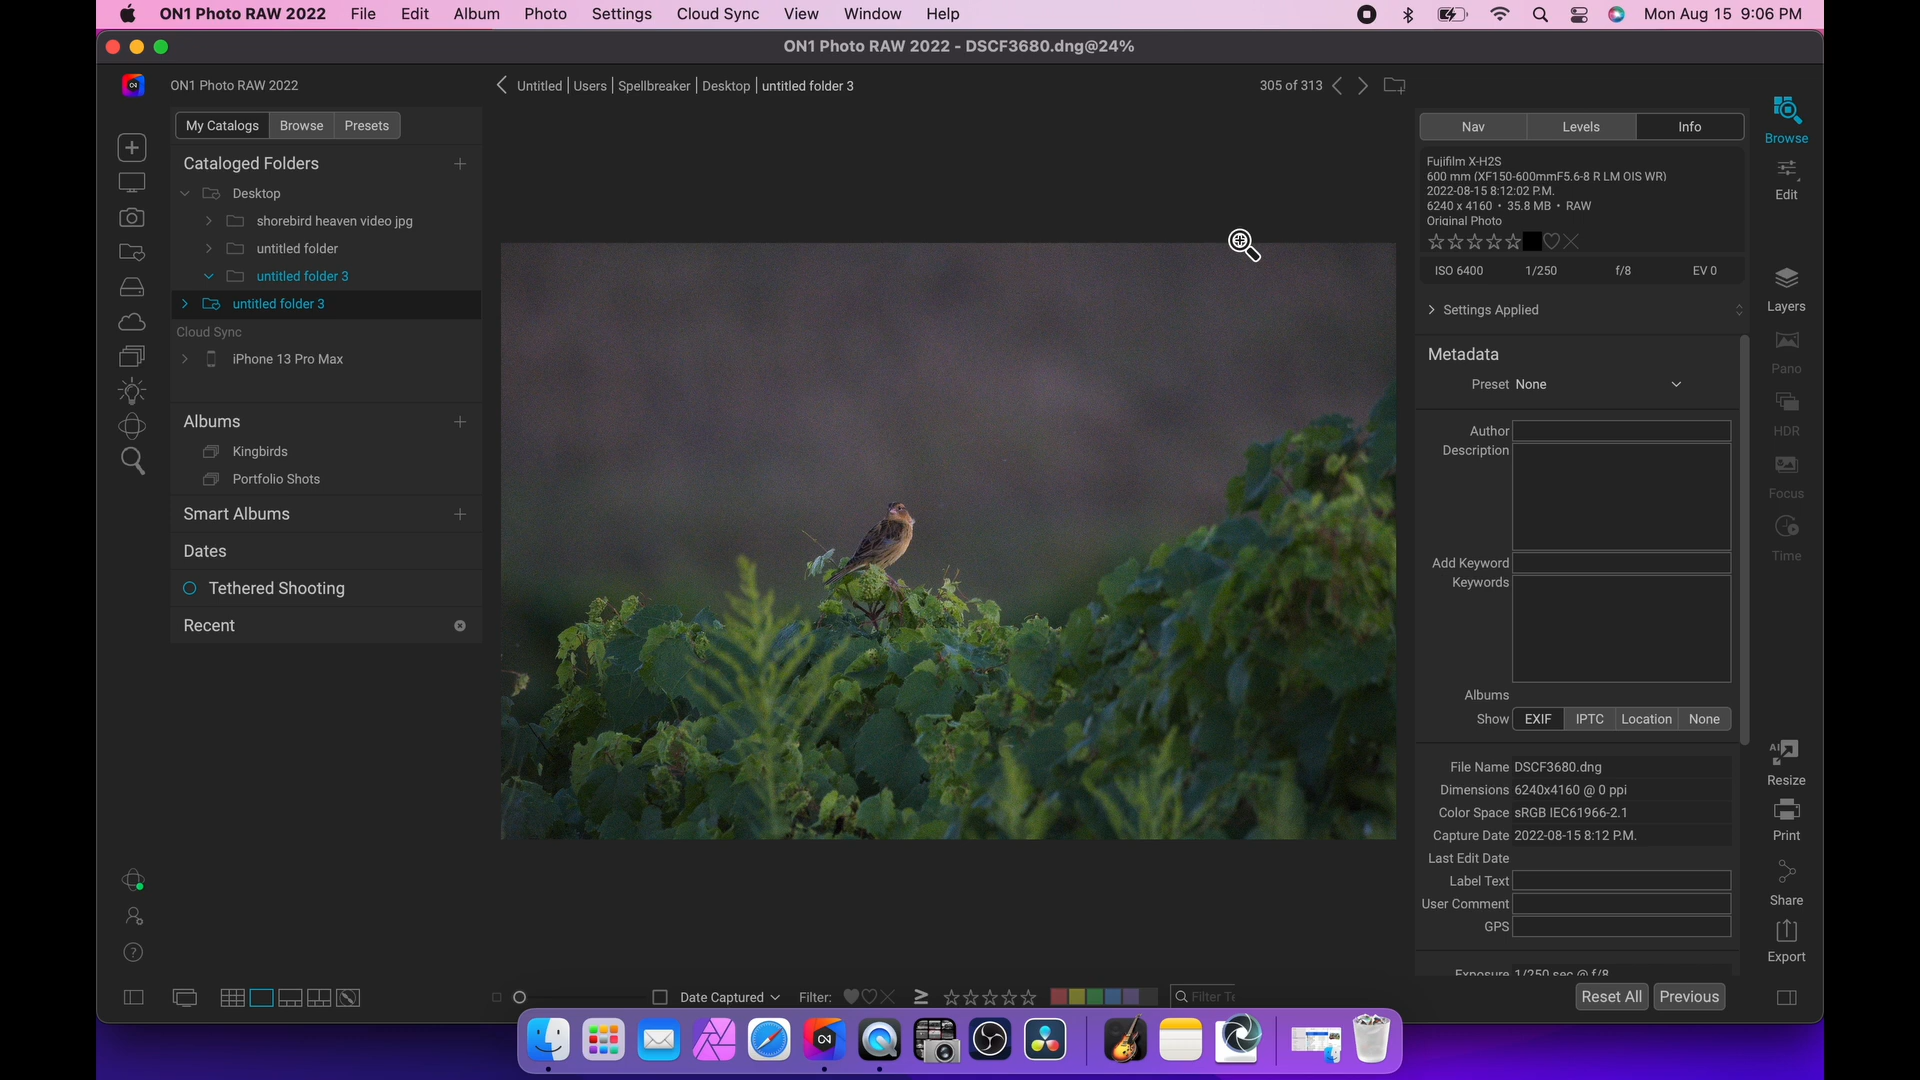 ON1 Photo RAW 2022 File Edit Album Photo Settings Cloud Sync View Window Help Mon Aug 15 9:06 PM
ON1 Photo RAW 2022 - DSCF3680.dng@24%
ON1 Photo RAW 2022
Untitled | Users | Spellbreaker | Desktop | untitled folder 3
305 of 313
My Catalogs Browse Presets
Cataloged Folders
Desktop
shorebird heaven video jpg
untitled folder
untitled folder 3
untitled folder 3
Cloud Sync
iPhone 13 Pro Max
Albums
Kingbirds
Portfolio Shots
Smart Albums
Dates
Tethered Shooting
Recent
Nav Levels Info
Fujifilm X-H2S
600 mm (XF150-600mmF5.6-8 R LM OIS WR)
2022-08-15 8:12:02 P.M.
6240 x 4160 • 35.8 MB • RAW
Original Photo
ISO 6400 1/250 f/8 EV 0
Settings Applied
Metadata
Preset None
Author
Description
Add Keyword
Keywords
Albums
Show EXIF IPTC Location None
File Name DSCF3680.dng
Dimensions 6240x4160 @ 0 ppi
Color Space sRGB IEC61966-2.1
Capture Date 2022-08-15 8:12 P.M.
Last Edit Date
Label Text
User Comment
GPS
Exposure 1/250 sec @ f/8
Reset All Previous
Browse
Edit
Layers
Pano
HDR
Focus
Time
AI
Resize
Print
Share
Export
Date Captured Filter: Filter Te